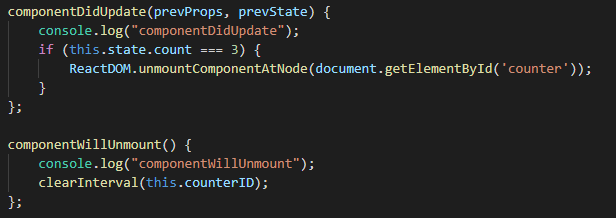 componentDidUpdate(prevProps, prevState) {
    console.log("componentDidUpdate");
    if (this.state.count === 3) {
        ReactDOM.unmountComponentAtNode(document.getElementById('counter'));
    }
};

componentWillUnmount() {
    console.log("componentWillUnmount");
    clearInterval(this.counterID);
};